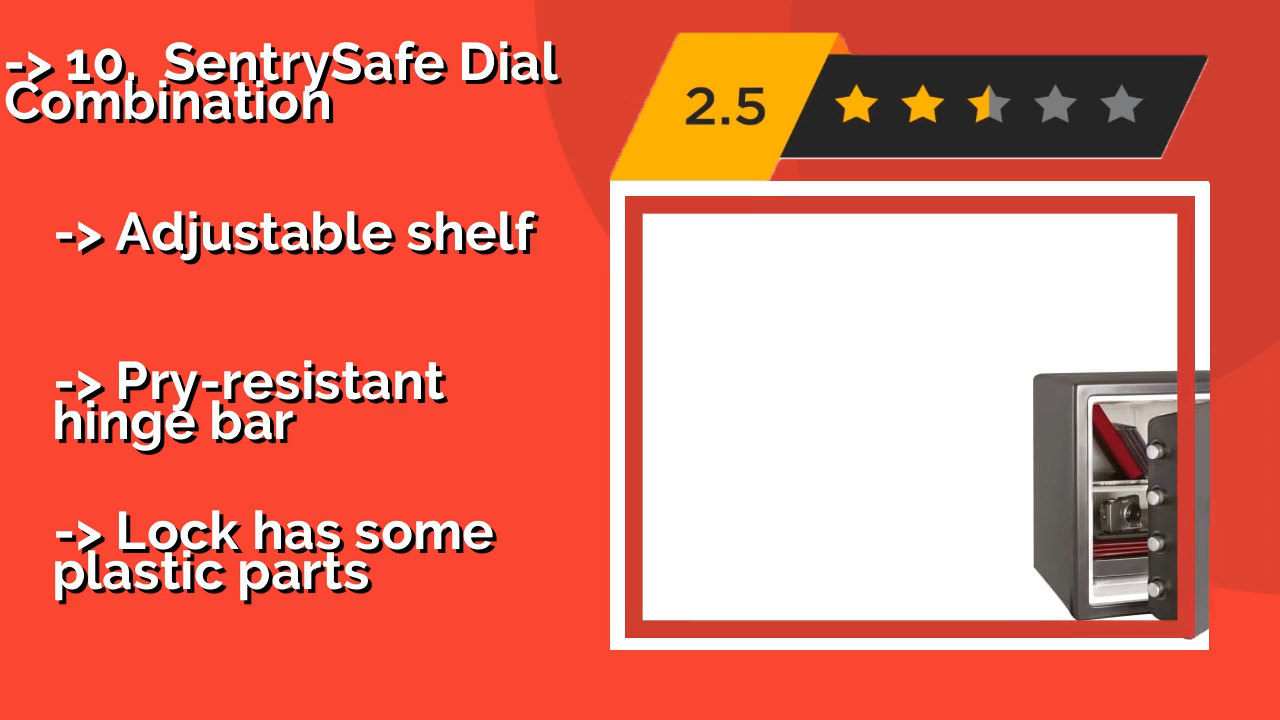 -> 10.  SentrySafe Dial
Combination
2.5
-> Adjustable shelf
-> Pry-resistant
hinge bar
-> Lock has some
plastic parts